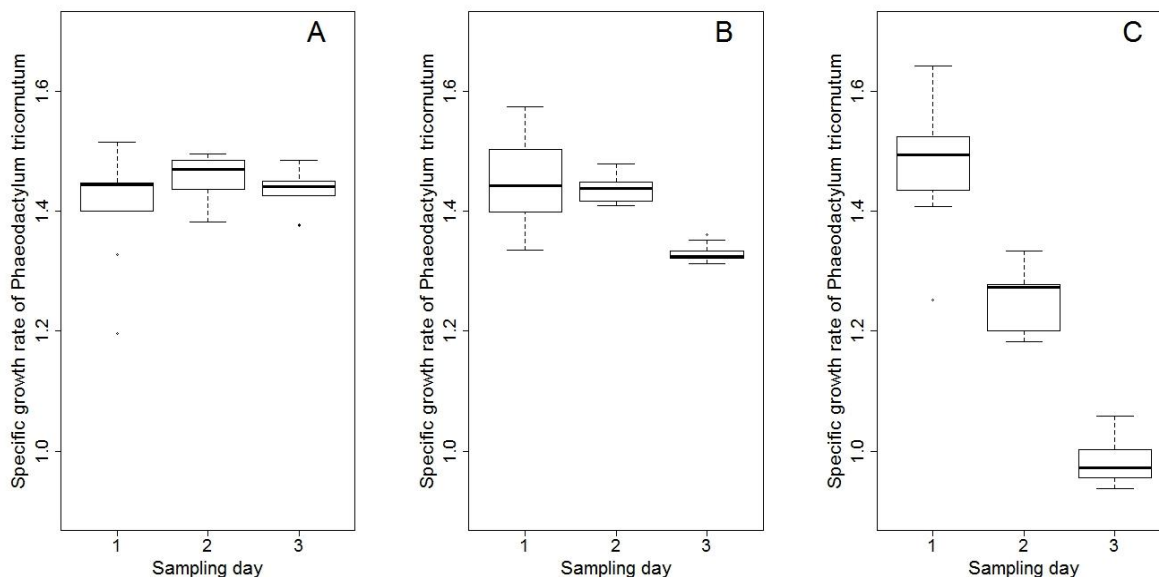 A
Specific growth rate of Phaeodactylum tricornutum
1.6
1.4
1.2
1.0
1 2 3
Sampling day
B
Specific growth rate of Phaeodactylum tricornutum
1.6
1.4
1.2
1.0
1 2 3
Sampling day
C
Specific growth rate of Phaeodactylum tricornutum
1.6
1.4
1.2
1.0
1 2 3
Sampling day